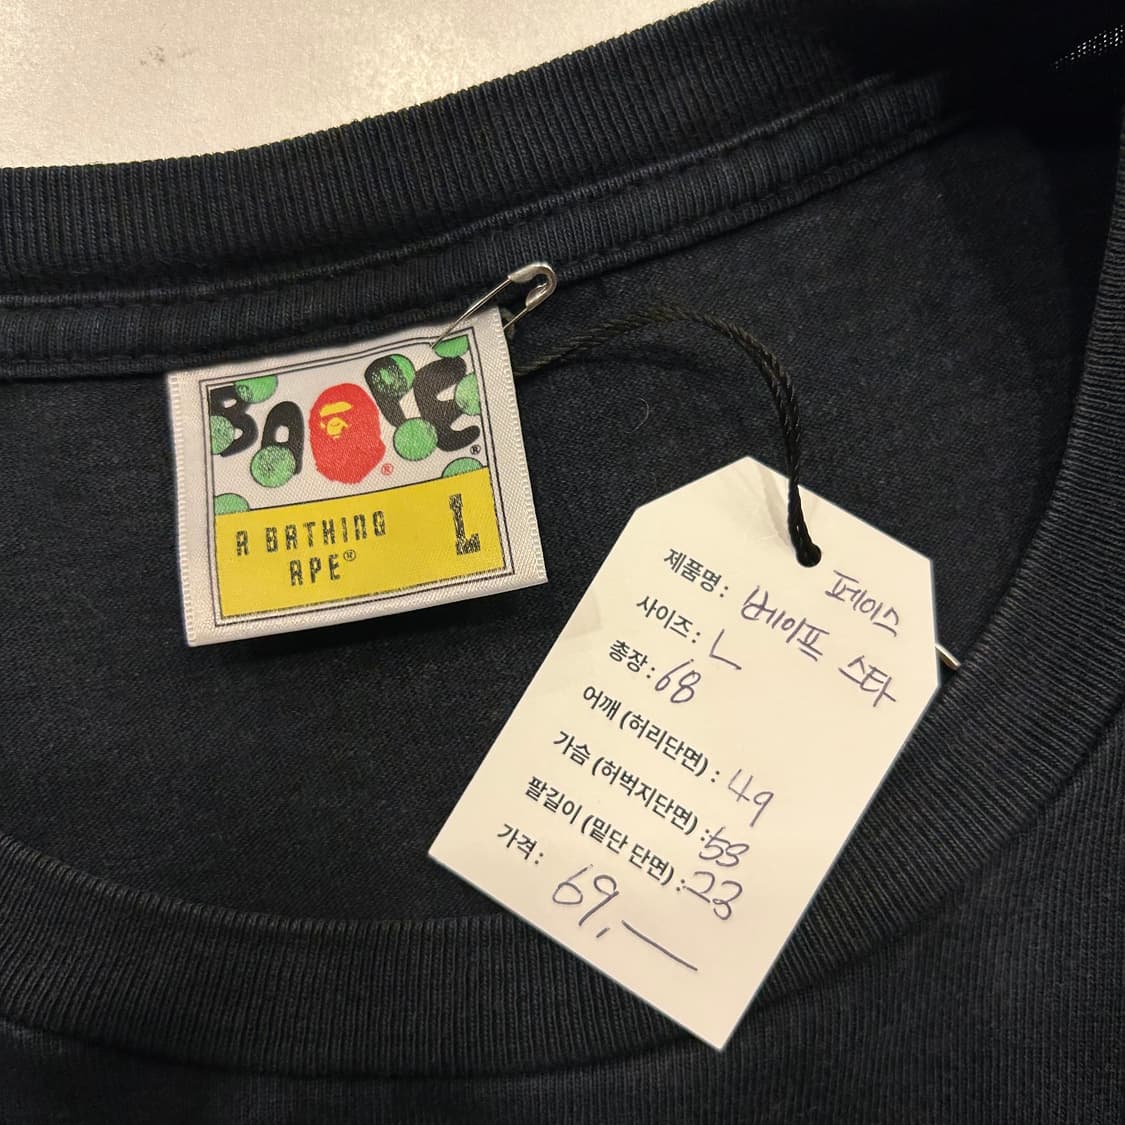 BAPE
A BATHING
APE®
L
페이스
제품명: 베이프 스타
사이즈: L
총장: 68
어깨 (허리단면) : 49
가슴 (허벅지단면) : 53
팔길이 (밑단 단면) : 23
가격: 69,—